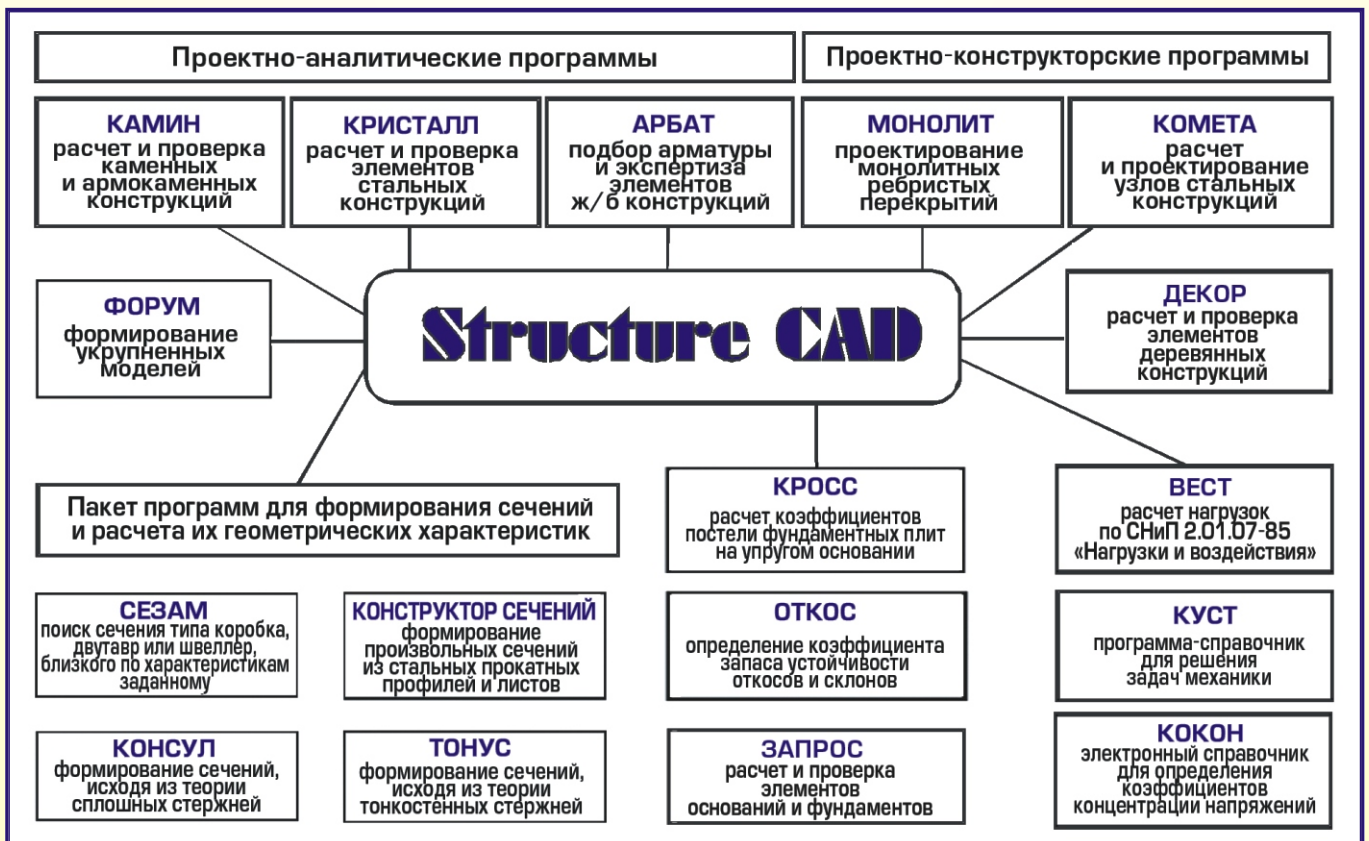 Проектно-аналитические программы
Проектно-конструкторские программы
КАМИН
расчет и проверка
каменных
и армокаменных
конструкций
КРИСТАЛЛ
расчет и проверка
элементов
стальных
конструкций
АРБАТ
подбор арматуры
и экспертиза
элементов
ж/б конструкций
МОНОЛИТ
проектирование
монолитных
ребристых
перекрытий
КОМЕТА
расчет
и проектирование
узлов стальных
конструкций
ФОРУМ
формирование
укрупненных
моделей
Structure CAD
ДЕКОР
расчет и проверка
элементов
деревянных
конструкций
Пакет программ для формирования сечений
и расчета их геометрических характеристик
КРОСС
расчет коэффициентов
постели фундаментных плит
на упругом основании
ВЕСТ
расчет нагрузок
по СНиП 2.01.07-85
«Нагрузки и воздействия»
СЕЗАМ
поиск сечения типа коробка,
двутавр или швеллер,
близкого по характеристикам
заданному
КОНСТРУКТОР СЕЧЕНИЙ
формирование
произвольных сечений
из стальных прокатных
профилей и листов
ОТКОС
определение коэффициента
запаса устойчивости
откосов и склонов
КУСТ
программа-справочник
для решения
задач механики
КОНСУЛ
формирование сечений,
исходя из теории
сплошных стержней
ТОНУС
формирование сечений,
исходя из теории
тонкостенных стержней
ЗАПРОС
расчет и проверка
элементов
оснований и фундаментов
КОКОН
электронный справочник
для определения
коэффициентов
концентрации напряжений